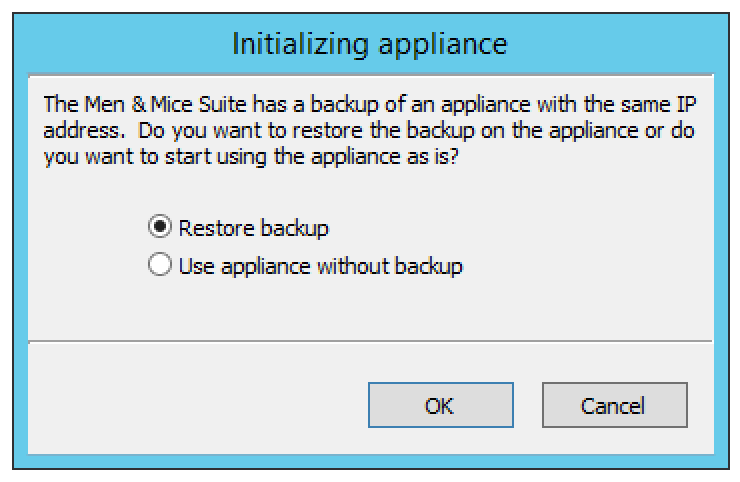 Initializing appliance
The Men & Mice Suite has a backup of an appliance with the same IP
address.  Do you want to restore the backup on the appliance or do
you want to start using the appliance as is?
Restore backup
Use appliance without backup
OK
Cancel